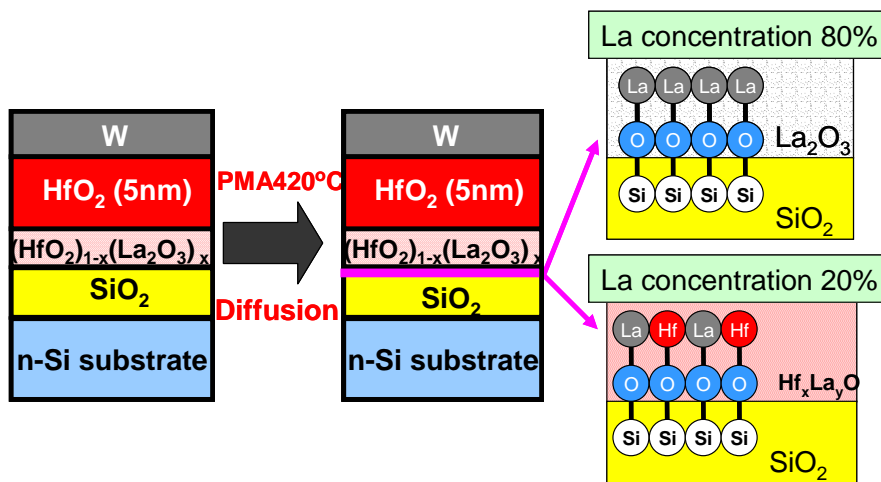 W
HfO₂ (5nm)
(HfO₂)₁₋ₓ(La₂O₃)ₓ
SiO₂
n-Si substrate
PMA420ºC
Diffusion
W
HfO₂ (5nm)
(HfO₂)₁₋ₓ(La₂O₃)ₓ
SiO₂
n-Si substrate
La concentration 80%
La La La La
O O O O
La₂O₃
Si Si Si Si
SiO₂
La concentration 20%
La Hf La Hf
O O O O
HfₓLaᵧO
Si Si Si Si
SiO₂